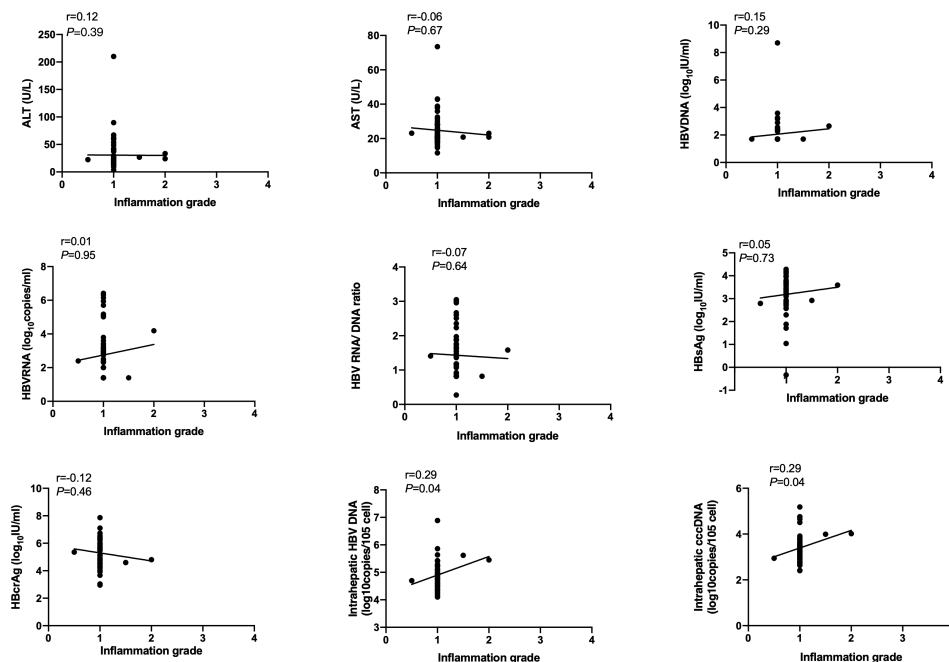 r=0.12
P=0.39
ALT (U/L)
250
200
150
100
50
0
0 1 2 3 4
Inflammation grade
r=-0.06
P=0.67
AST (U/L)
80
60
40
20
0
0 1 2 3 4
Inflammation grade
r=0.15
P=0.29
HBVDNA (log10IU/ml)
10
8
6
4
2
0
0 1 2 3 4
Inflammation grade
r=0.01
P=0.95
HBVRNA (log10copies/ml)
8
6
4
2
0
0 1 2 3 4
Inflammation grade
r=-0.07
P=0.64
HBV RNA/ DNA ratio
4
3
2
1
0
0 1 2 3 4
Inflammation grade
r=0.05
P=0.73
HBsAg (log10IU/ml)
5
4
3
2
1
0
-1
1 2 3 4
Inflammation grade
r=-0.12
P=0.46
HBcrAg (log10IU/ml)
10
8
6
4
2
0
0 1 2 3 4
Inflammation grade
r=0.29
P=0.04
Intrahepatic HBV DNA
(log10copies/105 cell)
8
7
6
5
4
3
0 1 2 3 4
Inflammation grade
r=0.29
P=0.04
Intrahepatic cccDNA
(log10copies/105 cell)
6
4
2
0
0 1 2 3 4
Inflammation grade